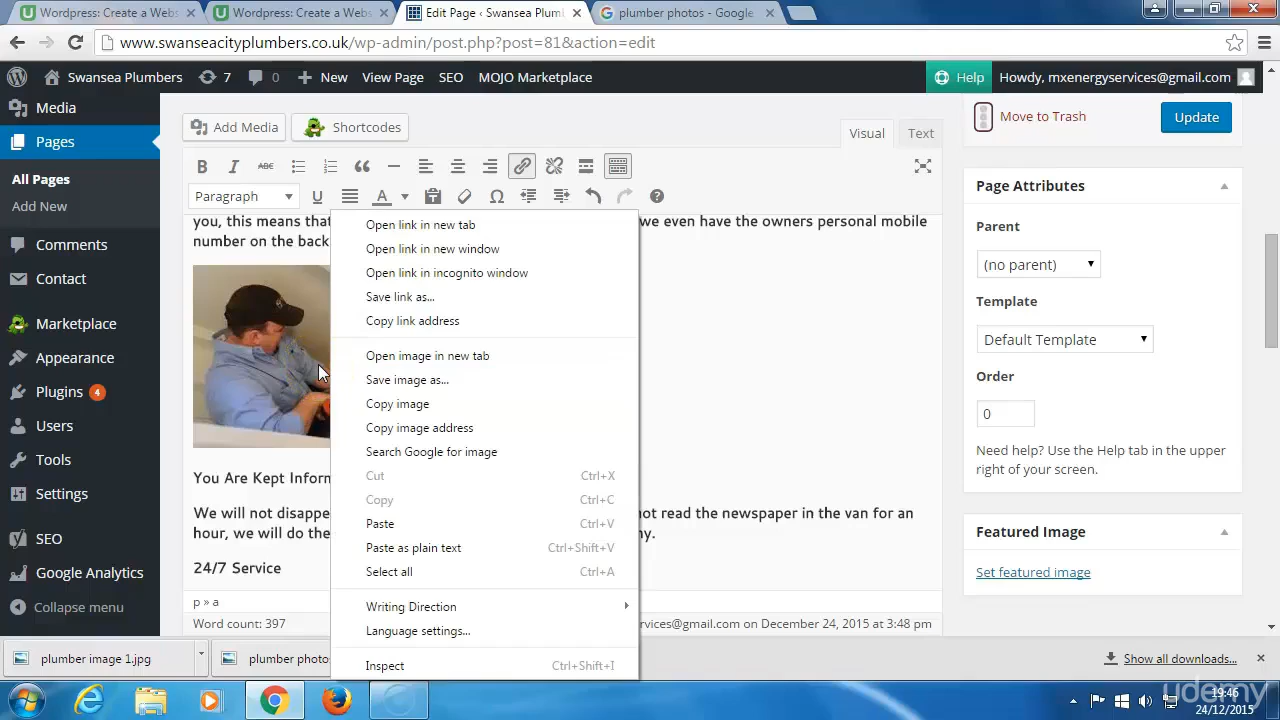 Wordpress: Create a Webs
Wordpress: Create a Webs
Edit Page ‹ Swansea Plumb
plumber photos - Google
www.swanseacityplumbers.co.uk/wp-admin/post.php?post=81&action=edit
Swansea Plumbers
7
0
New
View Page
SEO
MOJO Marketplace
Help
Howdy, mxenergyservices@gmail.com
Media
Pages
All Pages
Add New
Comments
Contact
Marketplace
Appearance
Plugins 4
Users
Tools
Settings
SEO
Google Analytics
Collapse menu
Add Media
Shortcodes
Visual
Text
B I ABC
Paragraph
U
A
you, this means that
we even have the owners personal mobile
number on the back
You Are Kept Inform
We will not disappe
not read the newspaper in the van for an
hour, we will do the
ny.
24/7 Service
p » a
Word count: 397
services@gmail.com on December 24, 2015 at 3:48 pm
Open link in new tab
Open link in new window
Open link in incognito window
Save link as...
Copy link address
Open image in new tab
Save image as...
Copy image
Copy image address
Search Google for image
Cut Ctrl+X
Copy Ctrl+C
Paste Ctrl+V
Paste as plain text Ctrl+Shift+V
Select all Ctrl+A
Writing Direction
Language settings...
Inspect Ctrl+Shift+I
Move to Trash
Update
Page Attributes
Parent
(no parent)
Template
Default Template
Order
0
Need help? Use the Help tab in the upper
right of your screen.
Featured Image
Set featured image
plumber image 1.jpg
plumber photo
Show all downloads...
udemy
19:46
24/12/2015